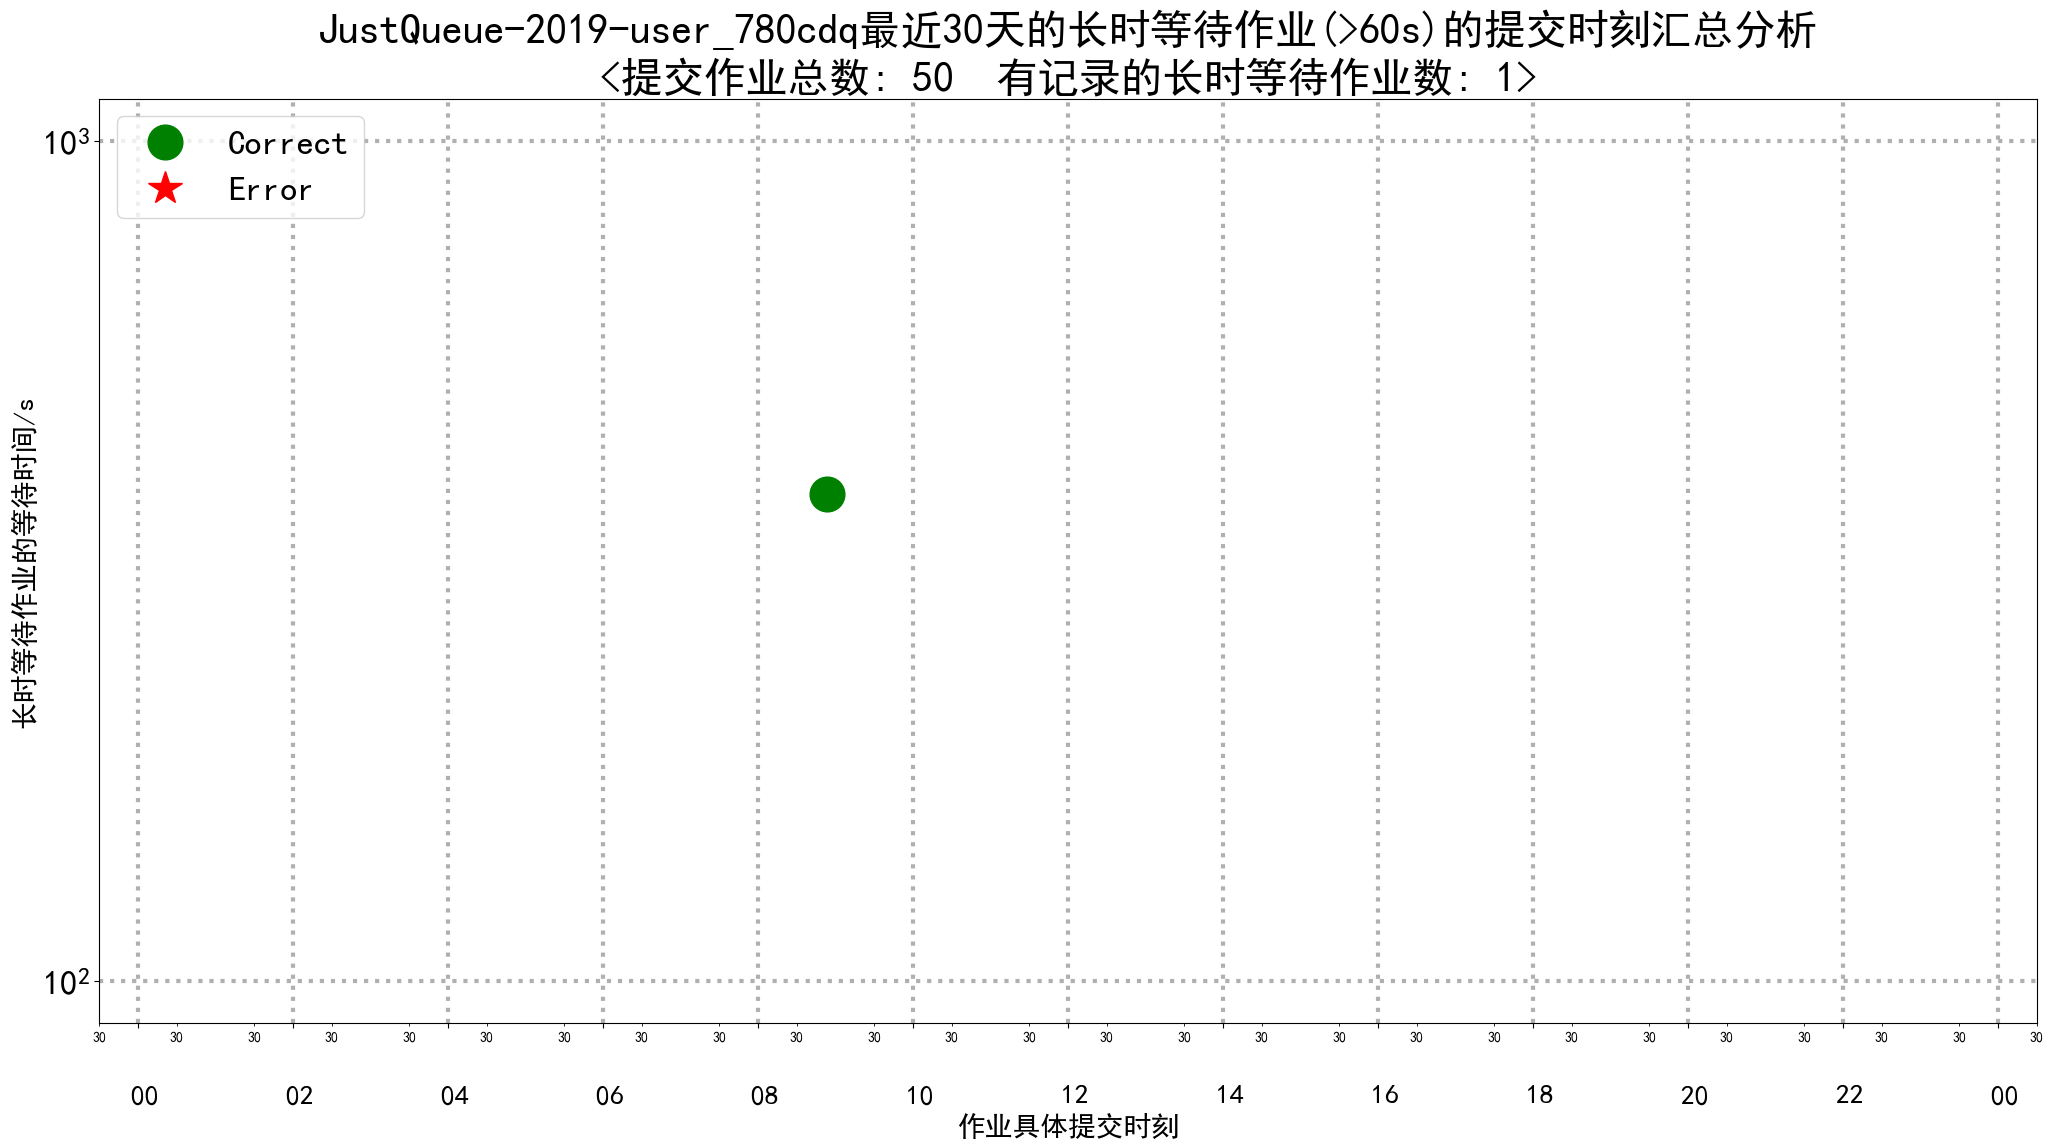 JustQueue-2019-user_780cdq最近30天的长时等待作业(>60s)的提交时刻汇总分析
<提交作业总数: 50  有记录的长时等待作业数: 1>
10³
Correct
Error
长时等待作业的等待时间/s
10²
30 30 30 30 30 30 30 30 30 30 30 30 30 30 30 30 30 30 30 30 30 30 30 30 30 30
00 02 04 06 08 10 12 14 16 18 20 22 00
作业具体提交时刻